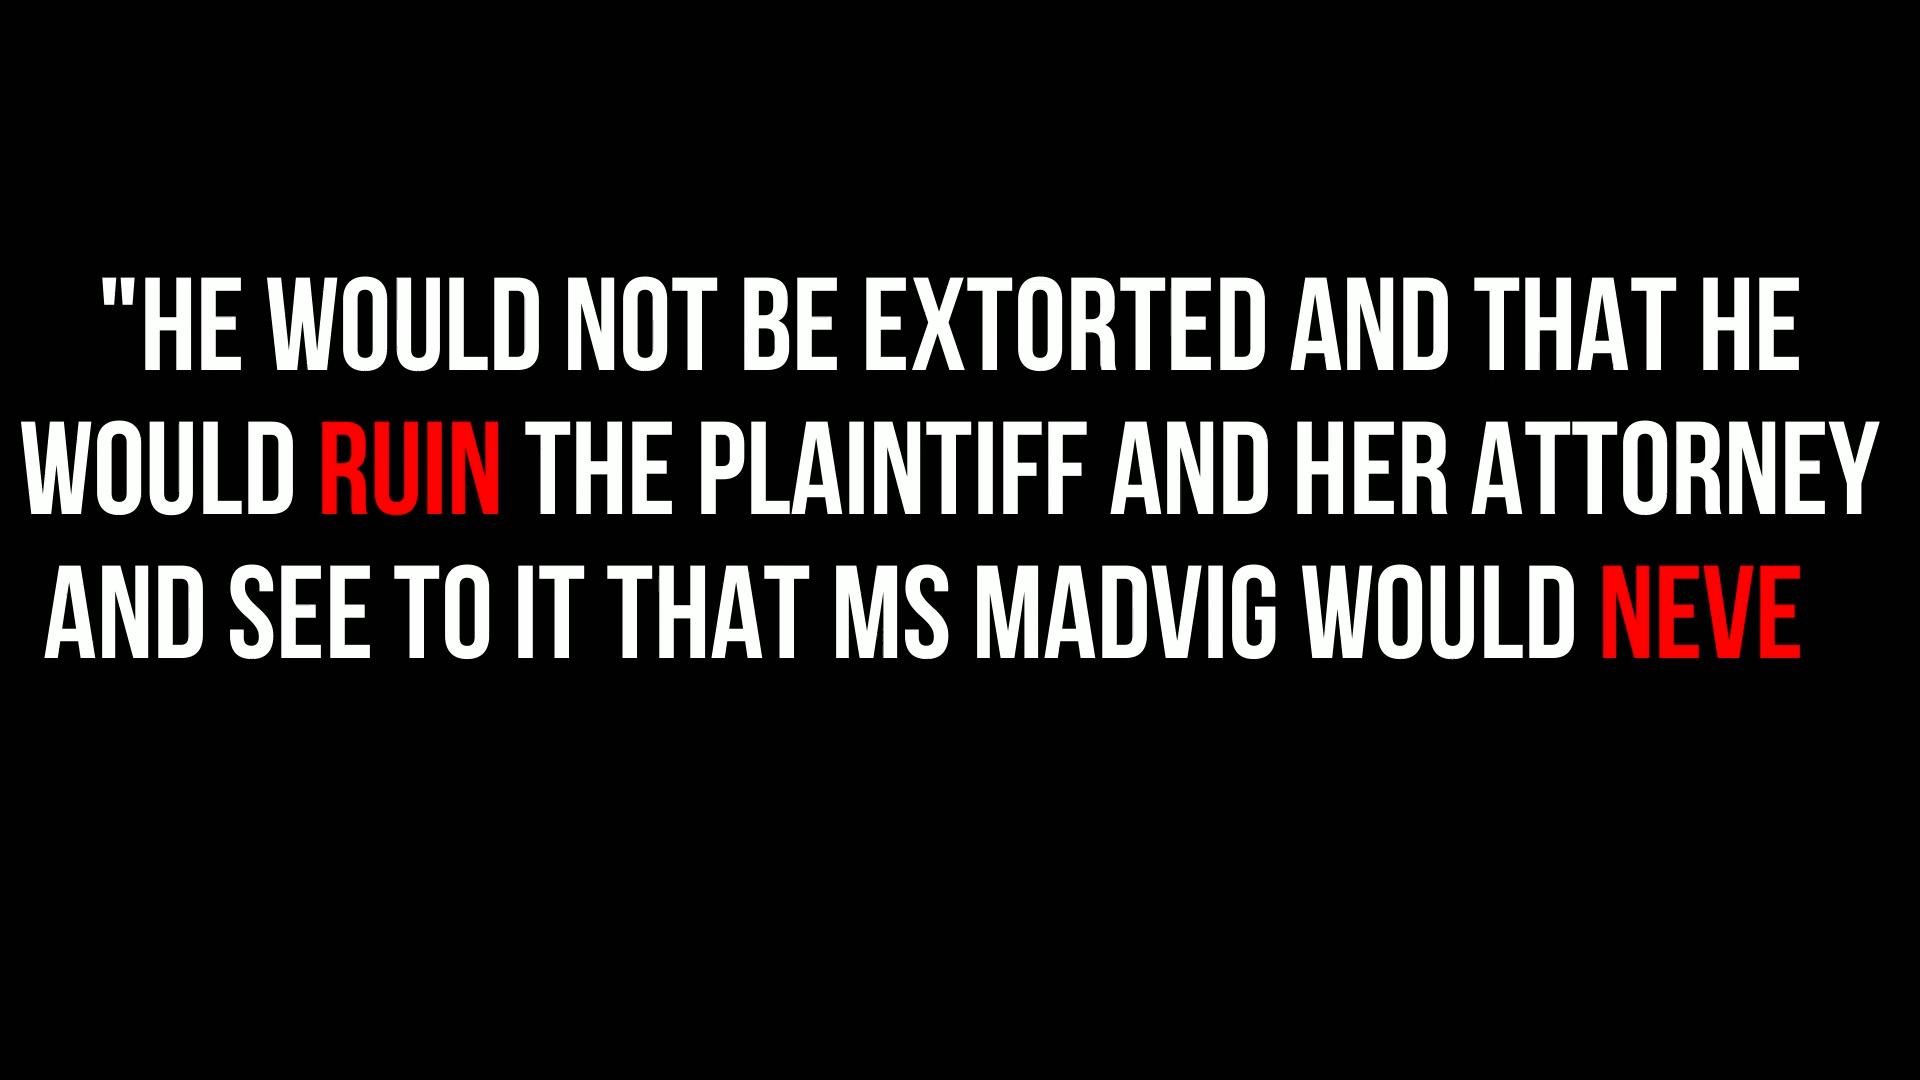 "HE WOULD NOT BE EXTORTED AND THAT HE
WOULD RUIN THE PLAINTIFF AND HER ATTORNEY
AND SEE TO IT THAT MS MADVIG WOULD NEVE